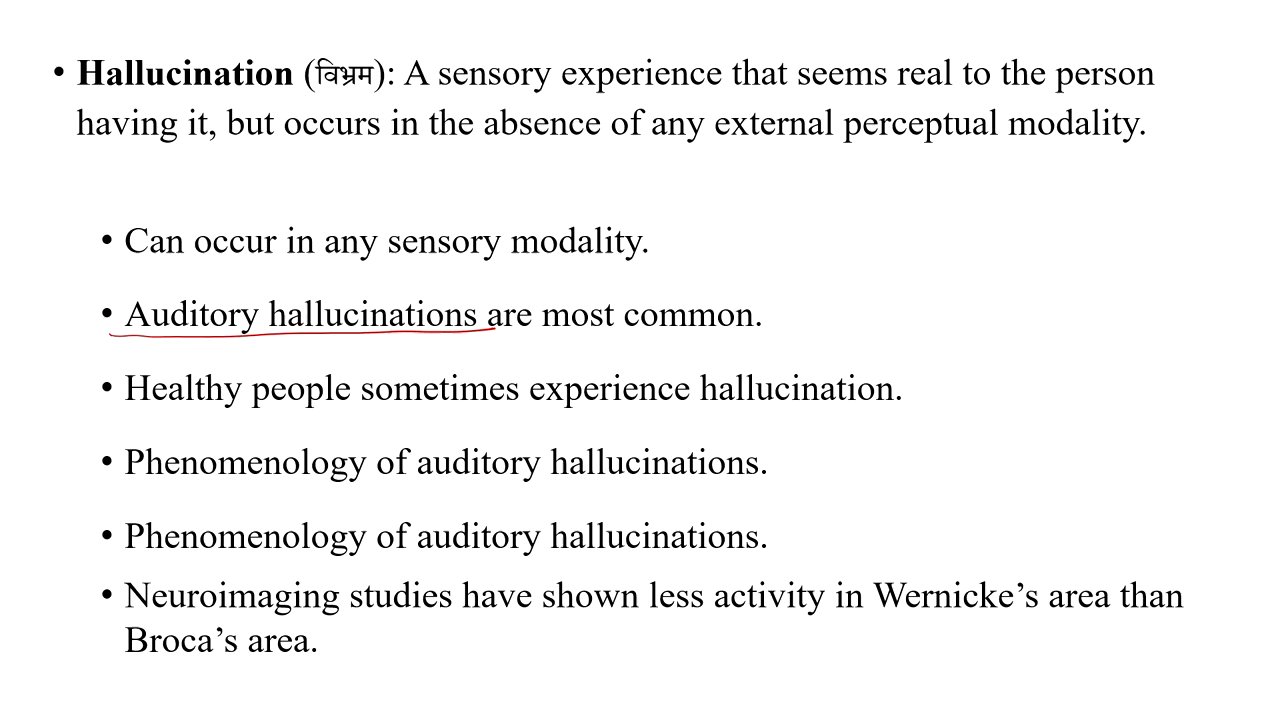 • Hallucination (विभ्रम): A sensory experience that seems real to the person
having it, but occurs in the absence of any external perceptual modality.
• Can occur in any sensory modality.
• Auditory hallucinations are most common.
• Healthy people sometimes experience hallucination.
• Phenomenology of auditory hallucinations.
• Phenomenology of auditory hallucinations.
• Neuroimaging studies have shown less activity in Wernicke’s area than
Broca’s area.